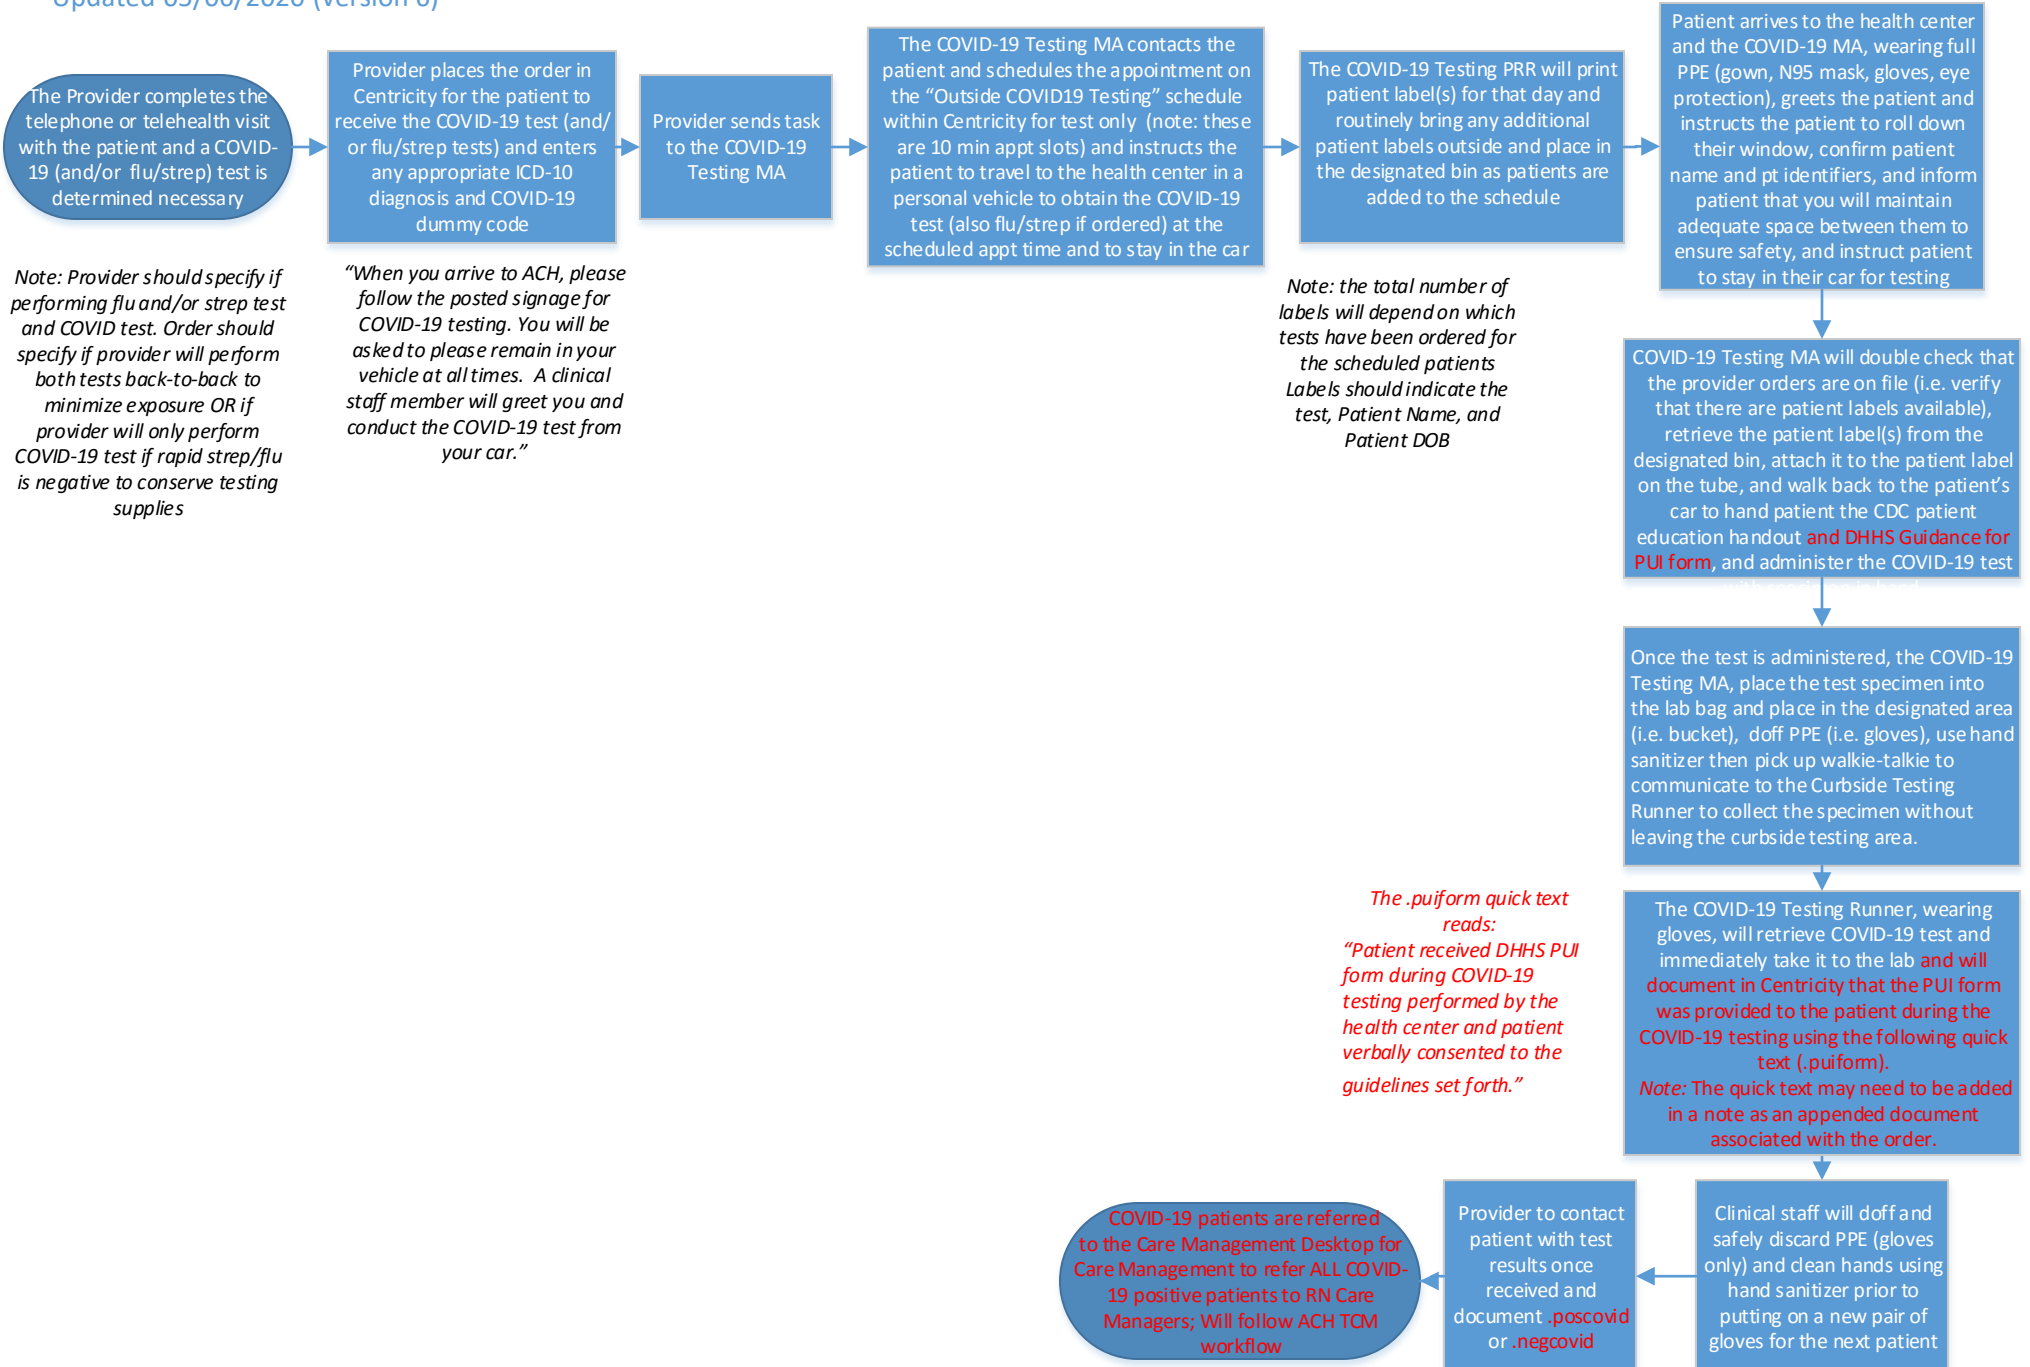 Updated 05/06/2020 (version 6)
The Provider completes the
telephone or telehealth visit
with the patient and a COVID-
19 (and/or flu/strep) test is
determined necessary
Note: Provider should specify if
performing flu and/or strep test
and COVID test. Order should
specify if provider will perform
both tests back-to-back to
minimize exposure OR if
provider will only perform
COVID-19 test if rapid strep/flu
is negative to conserve testing
supplies
Provider places the order in
Centricity for the patient to
receive the COVID-19 test (and/
or flu/strep tests) and enters
any appropriate ICD-10
diagnosis and COVID-19
dummy code
“When you arrive to ACH, please
follow the posted signage for
COVID-19 testing. You will be
asked to please remain in your
vehicle at all times. A clinical
staff member will greet you and
conduct the COVID-19 test from
your car.”
Provider sends task
to the COVID-19
Testing MA
The COVID-19 Testing MA contacts the
patient and schedules the appointment on
the “Outside COVID19 Testing” schedule
within Centricity for test only (note: these
are 10 min appt slots) and instructs the
patient to travel to the health center in a
personal vehicle to obtain the COVID-19
test (also flu/strep if ordered) at the
scheduled appt time and to stay in the car
The COVID-19 Testing PRR will print
patient label(s) for that day and
routinely bring any additional
patient labels outside and place in
the designated bin as patients are
added to the schedule
Note: the total number of
labels will depend on which
tests have been ordered for
the scheduled patients
Labels should indicate the
test, Patient Name, and
Patient DOB
Patient arrives to the health center
and the COVID-19 MA, wearing full
PPE (gown, N95 mask, gloves, eye
protection), greets the patient and
instructs the patient to roll down
their window, confirm patient
name and pt identifiers, and inform
patient that you will maintain
adequate space between them to
ensure safety, and instruct patient
to stay in their car for testing
COVID-19 Testing MA will double check that
the provider orders are on file (i.e. verify
that there are patient labels available),
retrieve the patient label(s) from the
designated bin, attach it to the patient label
on the tube, and walk back to the patient’s
car to hand patient the CDC patient
education handout and DHHS Guidance for
PUI form, and administer the COVID-19 test
Once the test is administered, the COVID-19
Testing MA, place the test specimen into
the lab bag and place in the designated area
(i.e. bucket), doff PPE (i.e. gloves), use hand
sanitizer then pick up walkie-talkie to
communicate to the Curbside Testing
Runner to collect the specimen without
leaving the curbside testing area.
The COVID-19 Testing Runner, wearing
gloves, will retrieve COVID-19 test and
immediately take it to the lab and will
document in Centricity that the PUI form
was provided to the patient during the
COVID-19 testing using the following quick
text (.puiform).
Note: The quick text may need to be added
in a note as an appended document
associated with the order.
The .puiform quick text
reads:
“Patient received DHHS PUI
form during COVID-19
testing performed by the
health center and patient
verbally consented to the
guidelines set forth.”
Clinical staff will doff and
safely discard PPE (gloves
only) and clean hands using
hand sanitizer prior to
putting on a new pair of
gloves for the next patient
Provider to contact
patient with test
results once
received and
document .poscovid
or .negcovid
COVID-19 patients are referred
to the Care Management Desktop for
Care Management to refer ALL COVID-
19 positive patients to RN Care
Managers; Will follow ACH TCM
workflow